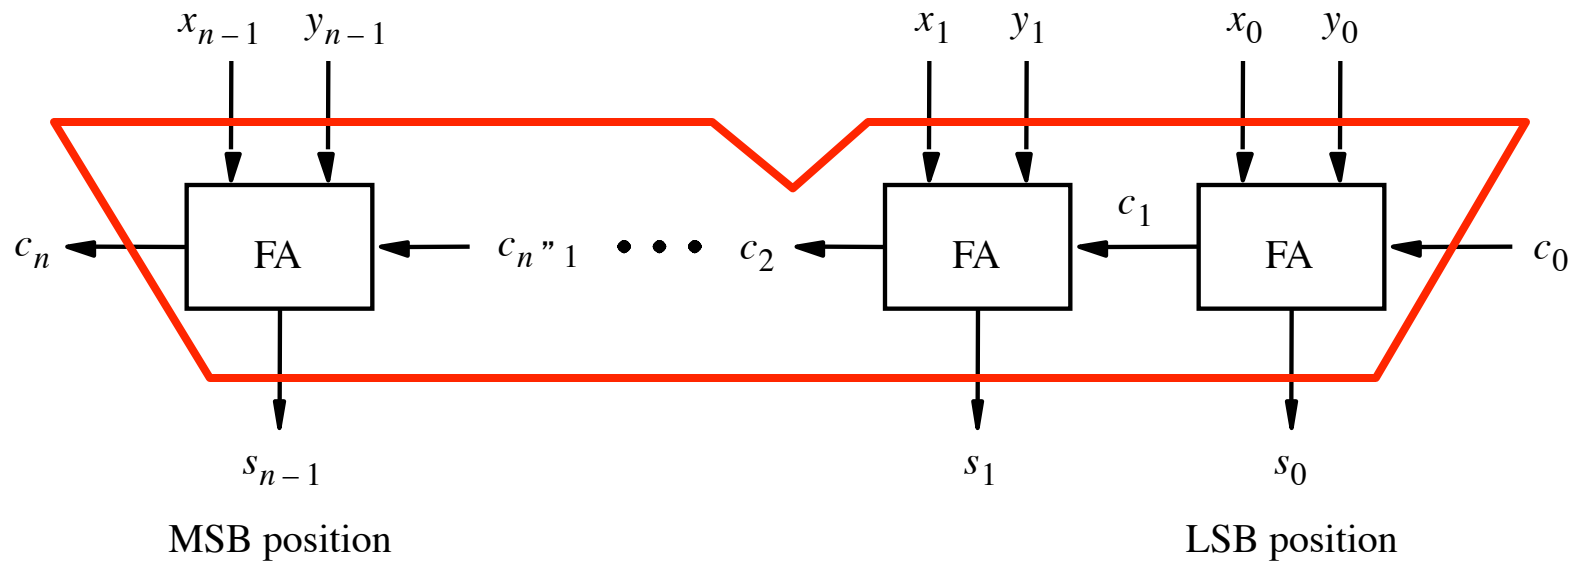 xn – 1 yn – 1 x1 y1 x0 y0
c1
cn FA cn ” 1 • • • c2 FA FA c0
sn – 1 s1 s0
MSB position LSB position